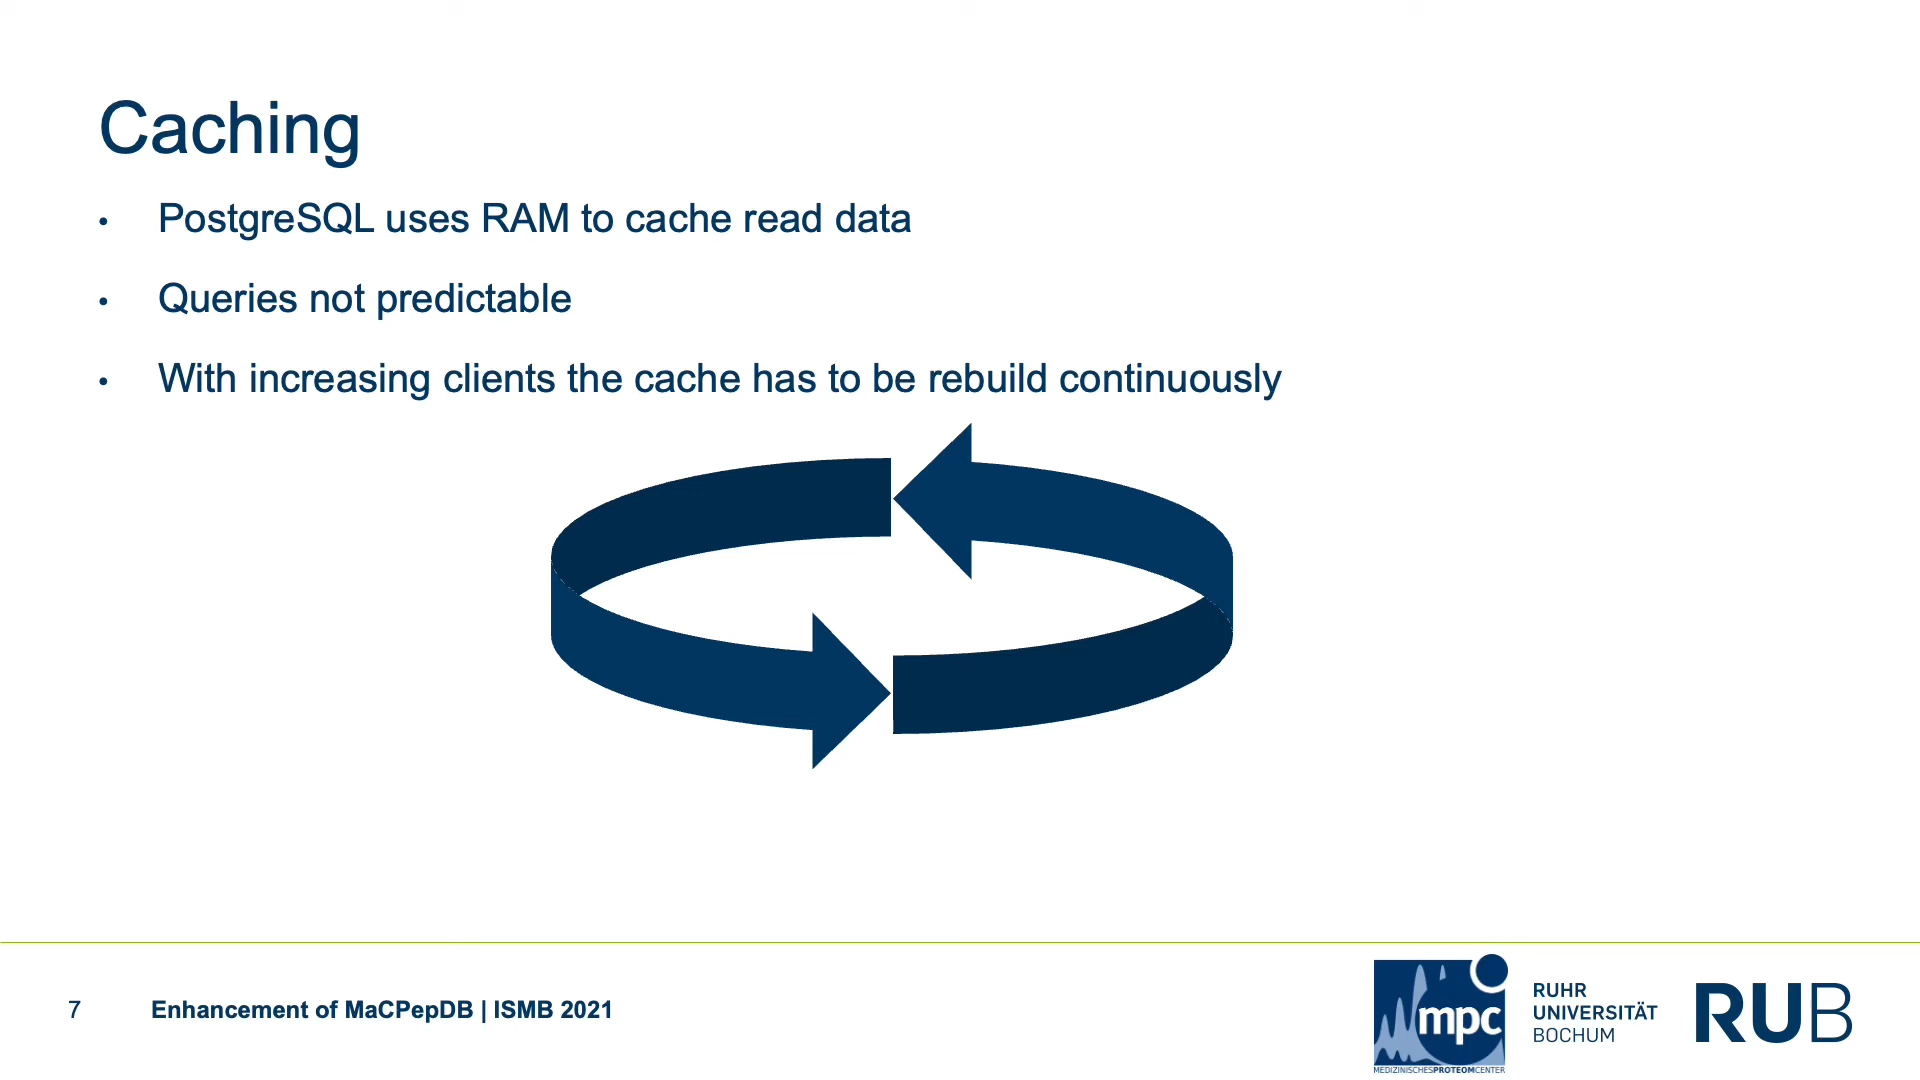 Caching
• PostgreSQL uses RAM to cache read data
• Queries not predictable
• With increasing clients the cache has to be rebuild continuously
7 Enhancement of MaCPepDB | ISMB 2021
mpc
MEDIZINISCHESPROTEOMCENTER
RUHR
UNIVERSITÄT
BOCHUM
RUB